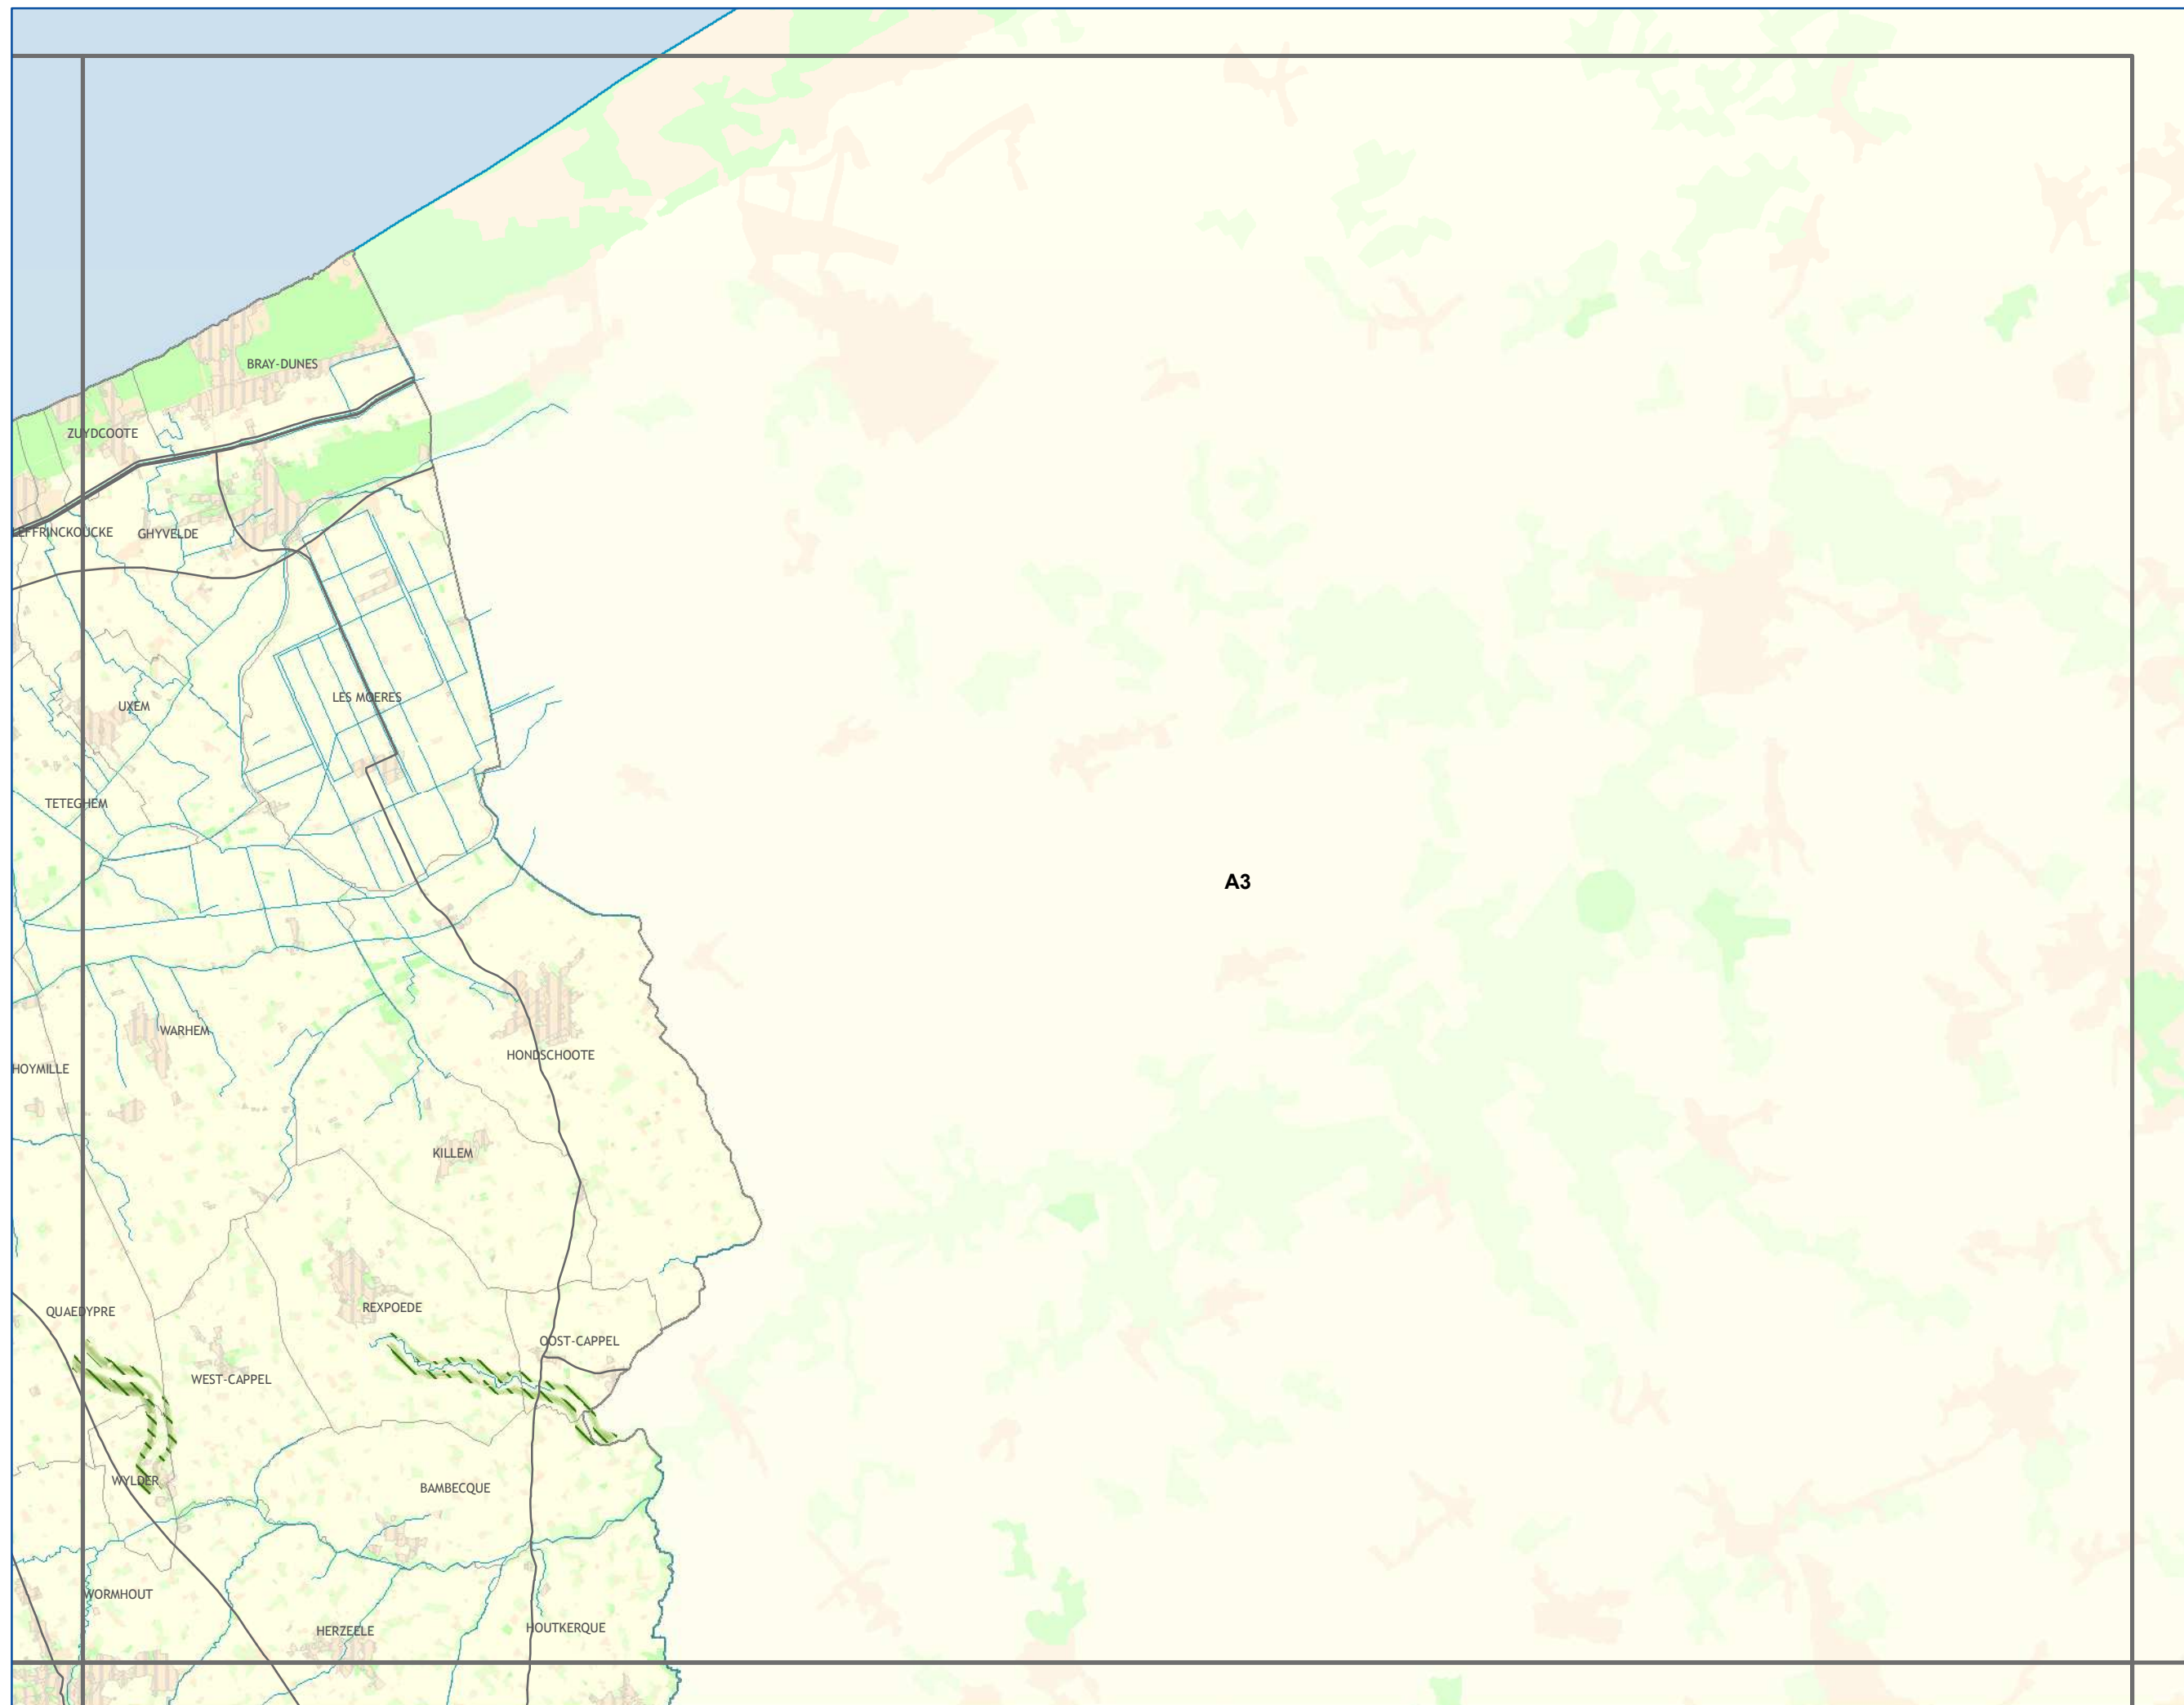 BRAY-DUNES
ZUYDCOOTE
LEFFRINCKOUCKE
GHYVELDE
LES MOERES
UXEM
TETEGHEM
A3
WARHEM
HONDSCHOOTE
HOYMILLE
KILLEM
REXPOEDE
QUAEDYPRE
OOST-CAPPEL
WEST-CAPPEL
WYLDER
BAMBECQUE
WORMHOUT
HOUTKERQUE
HERZEELE